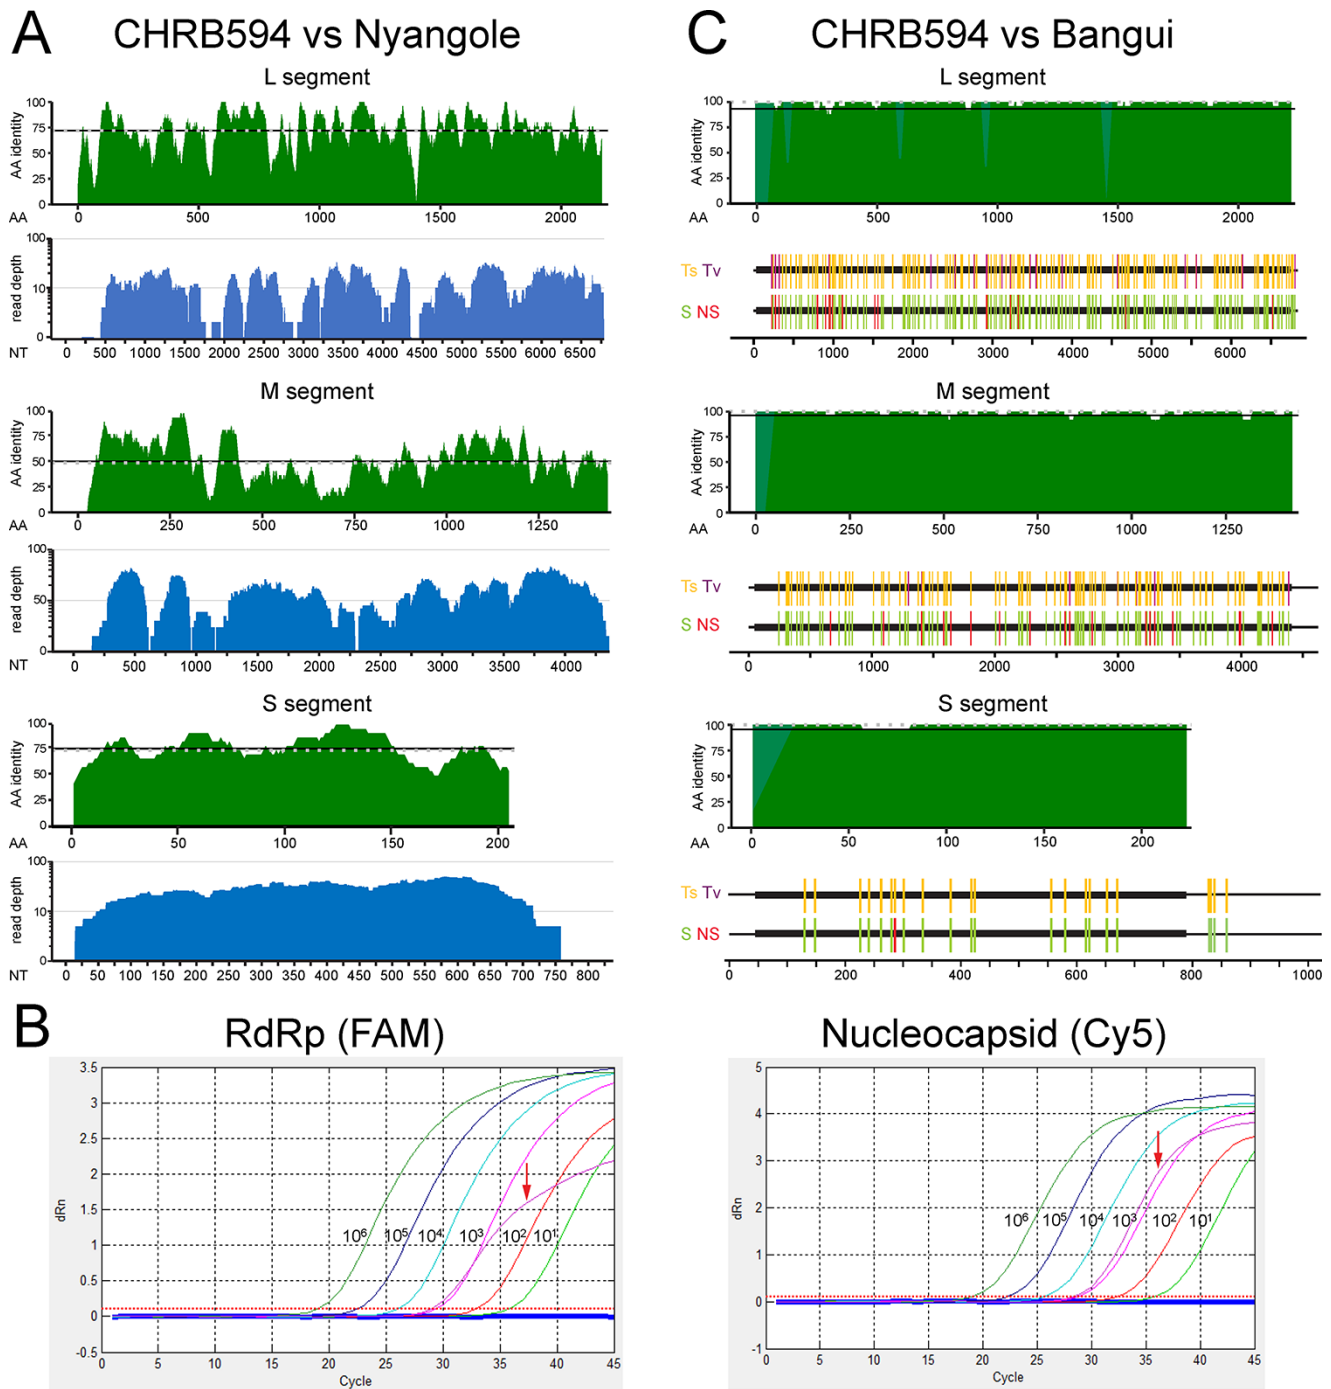 A
CHRB594 vs Nyangole
L segment
AA identity
100
75
50
25
0
AA
0 500 1000 1500 2000
read depth
100
10
0
NT
0 500 1000 1500 2000 2500 3000 3500 4000 4500 5000 5500 6000 6500
M segment
AA identity
100
75
50
25
0
AA
0 250 500 750 1000 1250
read depth
100
50
0
NT
0 500 750 1000 1250 1500 1750 2000 2250 2500 3000 3500 4000
S segment
AA identity
100
75
50
25
0
AA
0 50 100 150 200
read depth
100
10
0
NT
0 50 100 150 200 250 300 350 400 450 500 550 600 650 700 750 800
C
CHRB594 vs Bangui
L segment
AA identity
100
75
50
25
0
AA
0 500 1000 1500 2000
Ts Tv
S NS
0 1000 2000 3000 4000 5000 6000
M segment
AA identity
100
75
50
25
0
AA
0 250 500 750 1000 1250
Ts Tv
S NS
0 1000 2000 3000 4000
S segment
AA identity
100
75
50
25
0
AA
0 50 100 150 200
Ts Tv
S NS
0 200 400 600 800 1000
B
RdRp (FAM)
dRn
3.5
3
2.5
2
1.5
1
0.5
0
-0.5
10⁶ 10⁵ 10⁴ 10³ 10² 10¹
0 5 10 15 20 25 30 35 40 45
Cycle
Nucleocapsid (Cy5)
dRn
5
4
3
2
1
0
-1
10⁶ 10⁵ 10⁴ 10³ 10² 10¹
0 5 10 15 20 25 30 35 40 45
Cycle